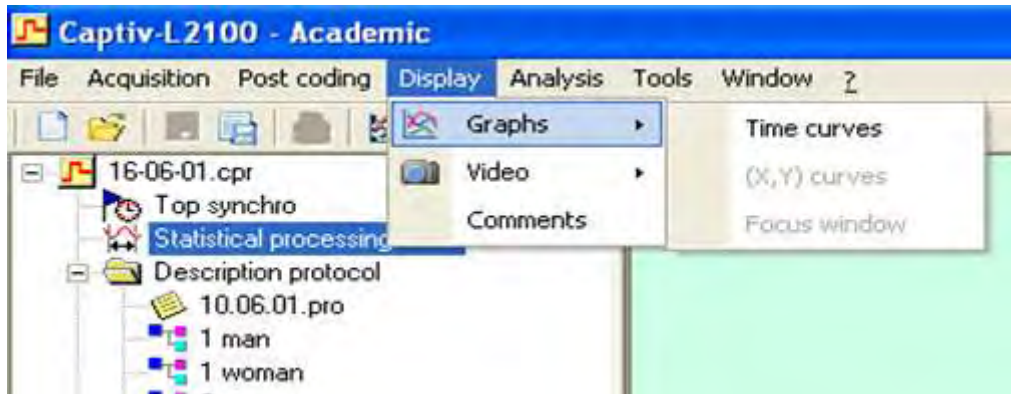 Captiv-L2100 - Academic
File Acquisition Post coding Display Analysis Tools Window ?
Graphs
Time curves
Video
(X,Y) curves
Comments
Focus window
16-06-01.cpr
Top synchro
Statistical processing
Description protocol
10.06.01.pro
1 man
1 woman